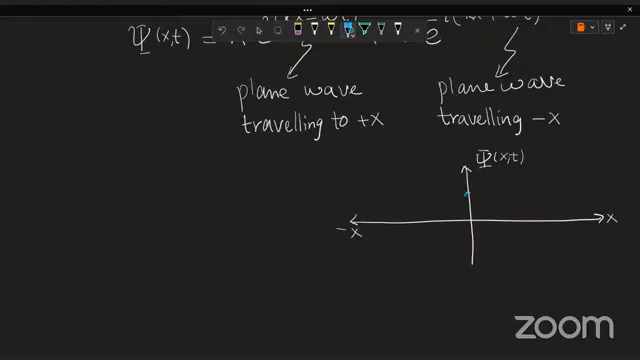 Ψ(x,t) =
plane wave
travelling to +x
plane wave
travelling -x
Ψ(x,t)
-x
x
zoom